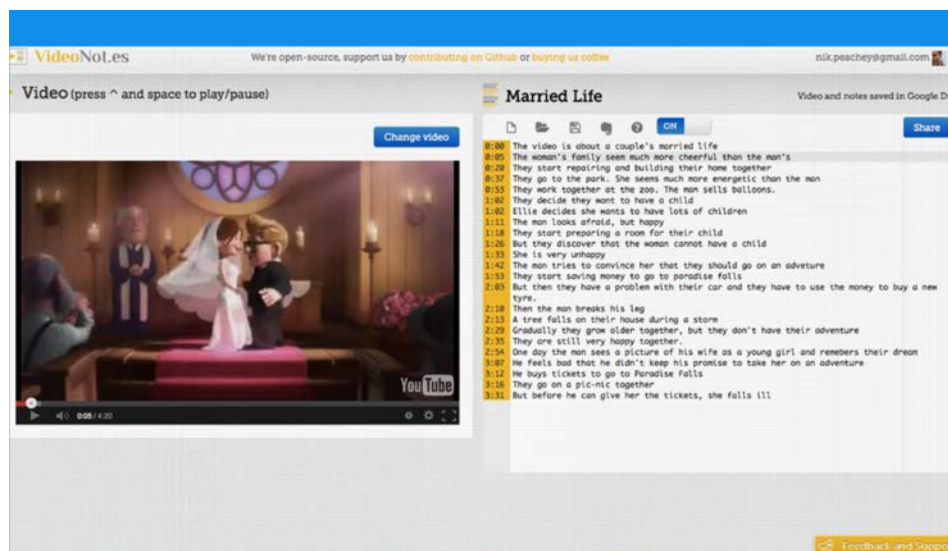 VideoNot.es
We're open-source, support us by contributing on Github or buying us coffee
nik.peachey@gmail.com
Video (press ^ and space to play/pause)
Married Life
Video and notes saved in Google D
ON
Share
Change video
0:00 The video is about a couple's married life
0:05 The woman's family seem much more cheerful than the man's
0:20 They start repairing and building their home together
0:37 They go to the park. She seems much more energetic than the man
0:53 They work together at the zoo. The man sells balloons.
1:02 They decide they want to have a child
1:02 Ellie decides she wants to have lots of children
1:11 The man looks afraid, but happy
1:18 They start preparing a room for their child
1:26 But they discover that the woman cannot have a child
1:33 She is very unhappy
1:42 The man tries to convince her that they should go on an adveture
1:53 They start saving money to go to paradise falls
2:03 But then they have a problem with their car and they have to use the money to buy a new
tyre.
2:10 Then the man breaks his leg
2:13 A tree falls on their house during a storm
2:29 Gradually they grow older together, but they don't have their adventure
2:35 They are still very happy together.
2:54 One day the man sees a picture of his wife as a young girl and remebers their dream
3:07 He feels bad that he didn't keep his promise to take her on an adventure
3:12 He buys tickets to go to Paradise Falls
3:16 They go on a pic-nic together
3:31 But before he can give her the tickets, she falls ill
YouTube
0:05 / 4:20
Feedback and Suppo